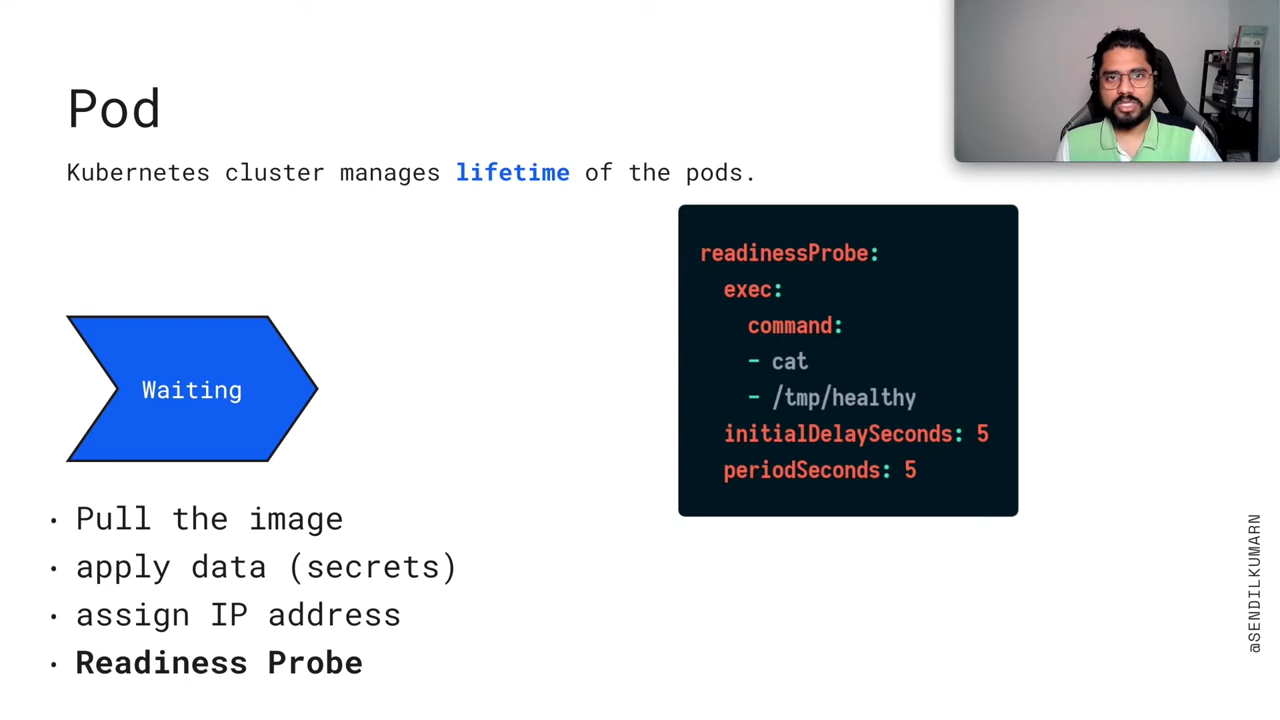 Pod
Kubernetes cluster manages lifetime of the pods.
readinessProbe:
exec:
command:
- cat
- /tmp/healthy
initialDelaySeconds: 5
periodSeconds: 5
Waiting
· Pull the image
· apply data (secrets)
· assign IP address
· Readiness Probe
@SENDILKUMARN